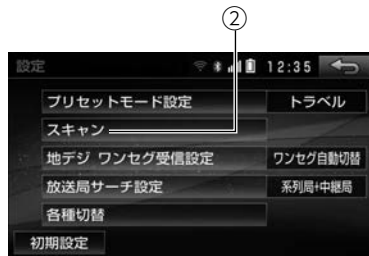 ②
設定 12:35
プリセットモード設定 トラベル
スキャン
地デジ ワンセグ受信設定 ワンセグ自動切替
放送局サーチ設定 系列局+中継局
各種切替
初期設定